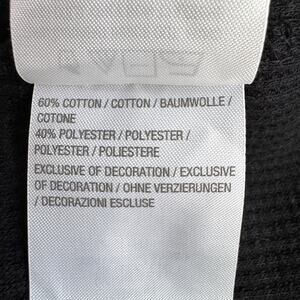 60% COTTON / COTTON / BAUMWOLLE /
COTONE
40% POLYESTER / POLYESTER /
POLYESTER / POLIESTERE
EXCLUSIVE OF DECORATION / EXCLUSIVE
OF DECORATION / OHNE VERZIERUNGEN
/ DECORAZIONI ESCLUSE